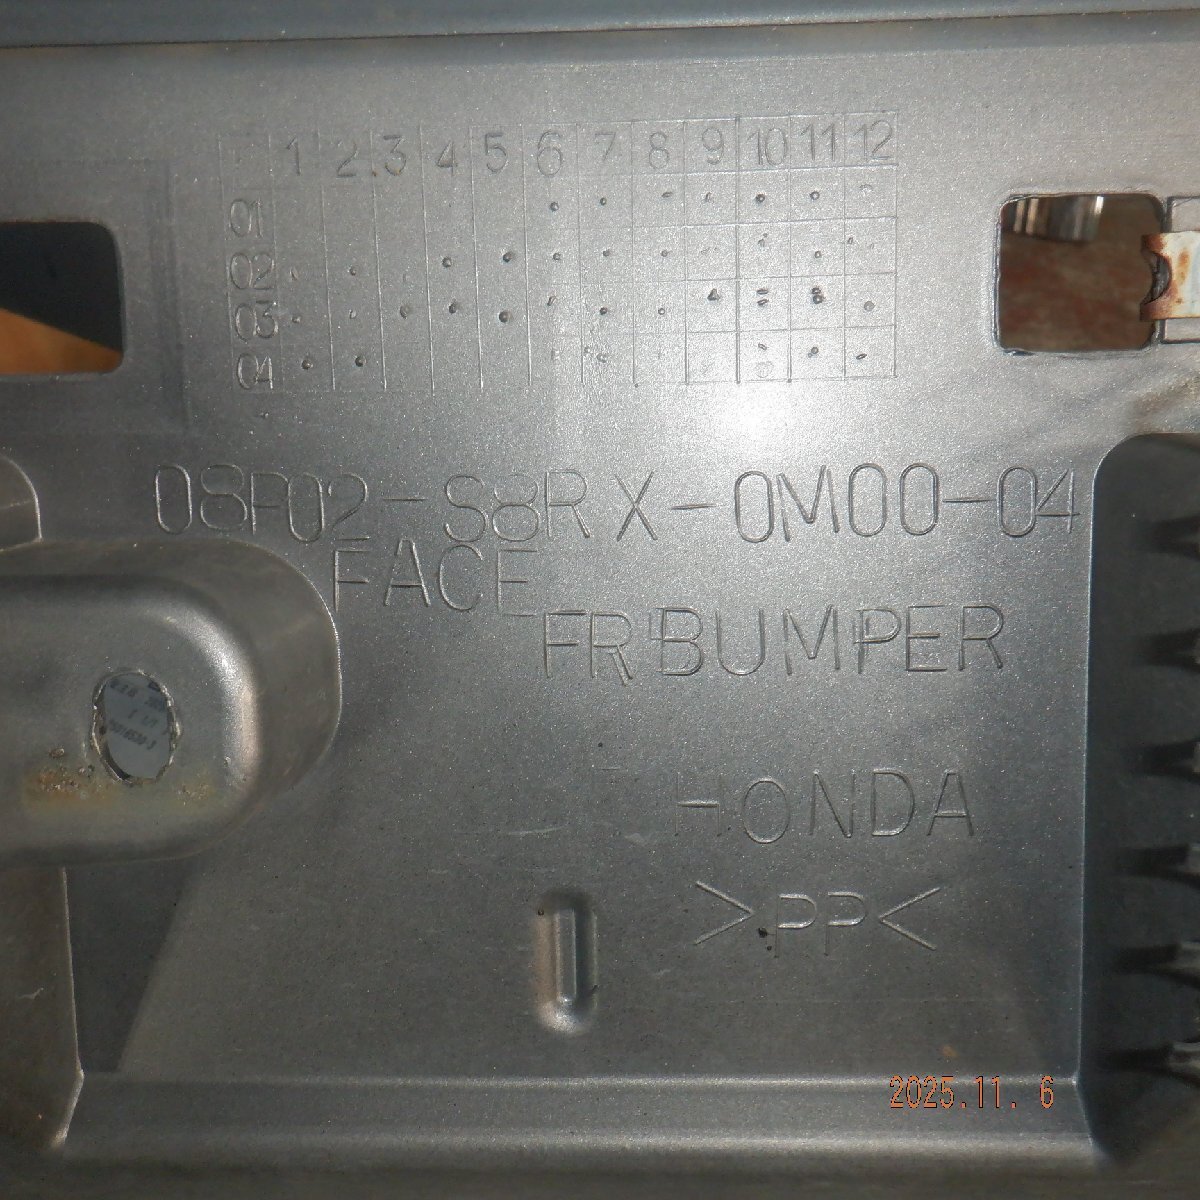 1 2 3 4 5 6 7 8 9 10 11 12
01
02
03
04
08P02-S8RX-0M00-04
FACE
FR BUMPER
HONDA
>PP<
2025.11. 6